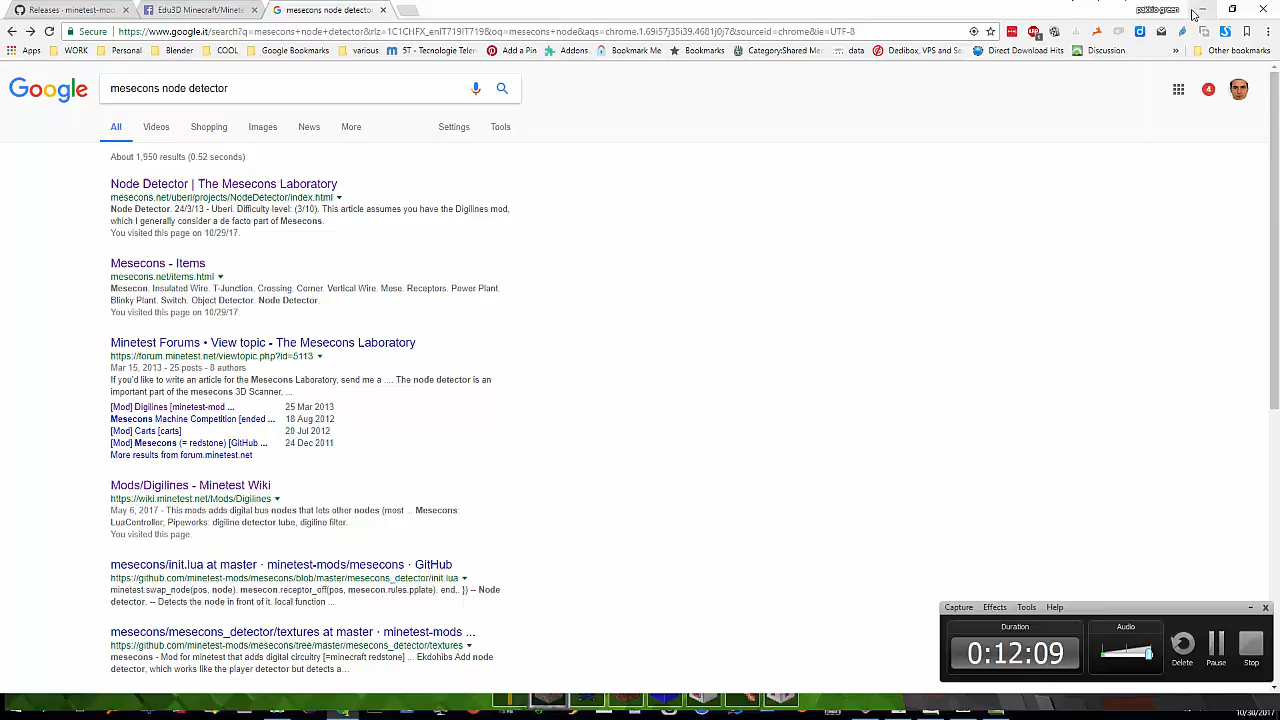 Releases · minetest-mod
Edu3D Minecraft/Minete
mesecons node detector
pakkio green
Secure
https://www.google.it/search?q=mesecons+node+detector&rlz=
&oq=mesecons+node&aqs=chrome.1.69i57j35i39.4601j0j7&sourceid=chrome&ie=UTF-8
Apps WORK Personal Blender COOL Google Bookmarks various 5T - Tecnologie Telem Add a Pin Addons Bookmark Me Bookmarks Category:Shared Me data Dedibox, VPS and Se Direct Download Hits Discussion » Other bookmarks
Google
mesecons node detector
4
All Videos Shopping Images News More Settings Tools
About 1,950 results (0.52 seconds)
Node Detector | The Mesecons Laboratory
mesecons.net/uberi/projects/NodeDetector/index.html
Node Detector. 24/3/13 - Uberi. Difficulty level: (3/10). This article assumes you have the Digilines mod,
which I generally consider a de facto part of Mesecons.
You visited this page on 10/29/17.
Mesecons - Items
mesecons.net/items.html
Mesecon. Insulated Wire. T-Junction. Crossing. Corner. Vertical Wire. Mese. Receptors. Power Plant.
Blinky Plant. Switch. Object Detector. Node Detector.
You visited this page on 10/29/17.
Minetest Forums • View topic - The Mesecons Laboratory
https://forum.minetest.net/viewtopic.php?id=5113
Mar 15, 2013 - 25 posts - 8 authors
If you'd like to write an article for the Mesecons Laboratory, send me a .... The node detector is an
important part of the mesecons 3D Scanner, ...
[Mod] Digilines [minetest-mod ... 25 Mar 2013
Mesecons Machine Competition [ended ... 18 Aug 2012
[Mod] Carts [carts] 20 Jul 2012
[Mod] Mesecons (= redstone) [GitHub ... 24 Dec 2011
More results from forum.minetest.net
Mods/Digilines - Minetest Wiki
https://wiki.minetest.net/Mods/Digilines
May 6, 2017 - This mods adds digital bus nodes that lets other nodes (most ... Mesecons:
LuaController, Pipeworks: digiline detector tube, digiline filter.
You visited this page.
mesecons/init.lua at master · minetest-mods/mesecons · GitHub
https://github.com/minetest-mods/mesecons/blob/master/mesecons_detector/init.lua
minetest.swap_node(pos, node). mesecon.receptor_off(pos, mesecon.rules.pplate). end,. }) -- Node
detector. -- Detects the node in front of it. local function ...
mesecons/mesecons_detector/textures at master · minetest-mods ...
https://github.com/minetest-mods/mesecons/tree/master/mesecons_detector/textures
mesecons - Mod for minetest that adds digital circuitry [=minecraft redstone] ... Ekdohibs Add node
detector, which works like the player detector but detects a...
Capture Effects Tools Help
Duration Audio
0:12:09
Delete Pause Stop
10/30/2017